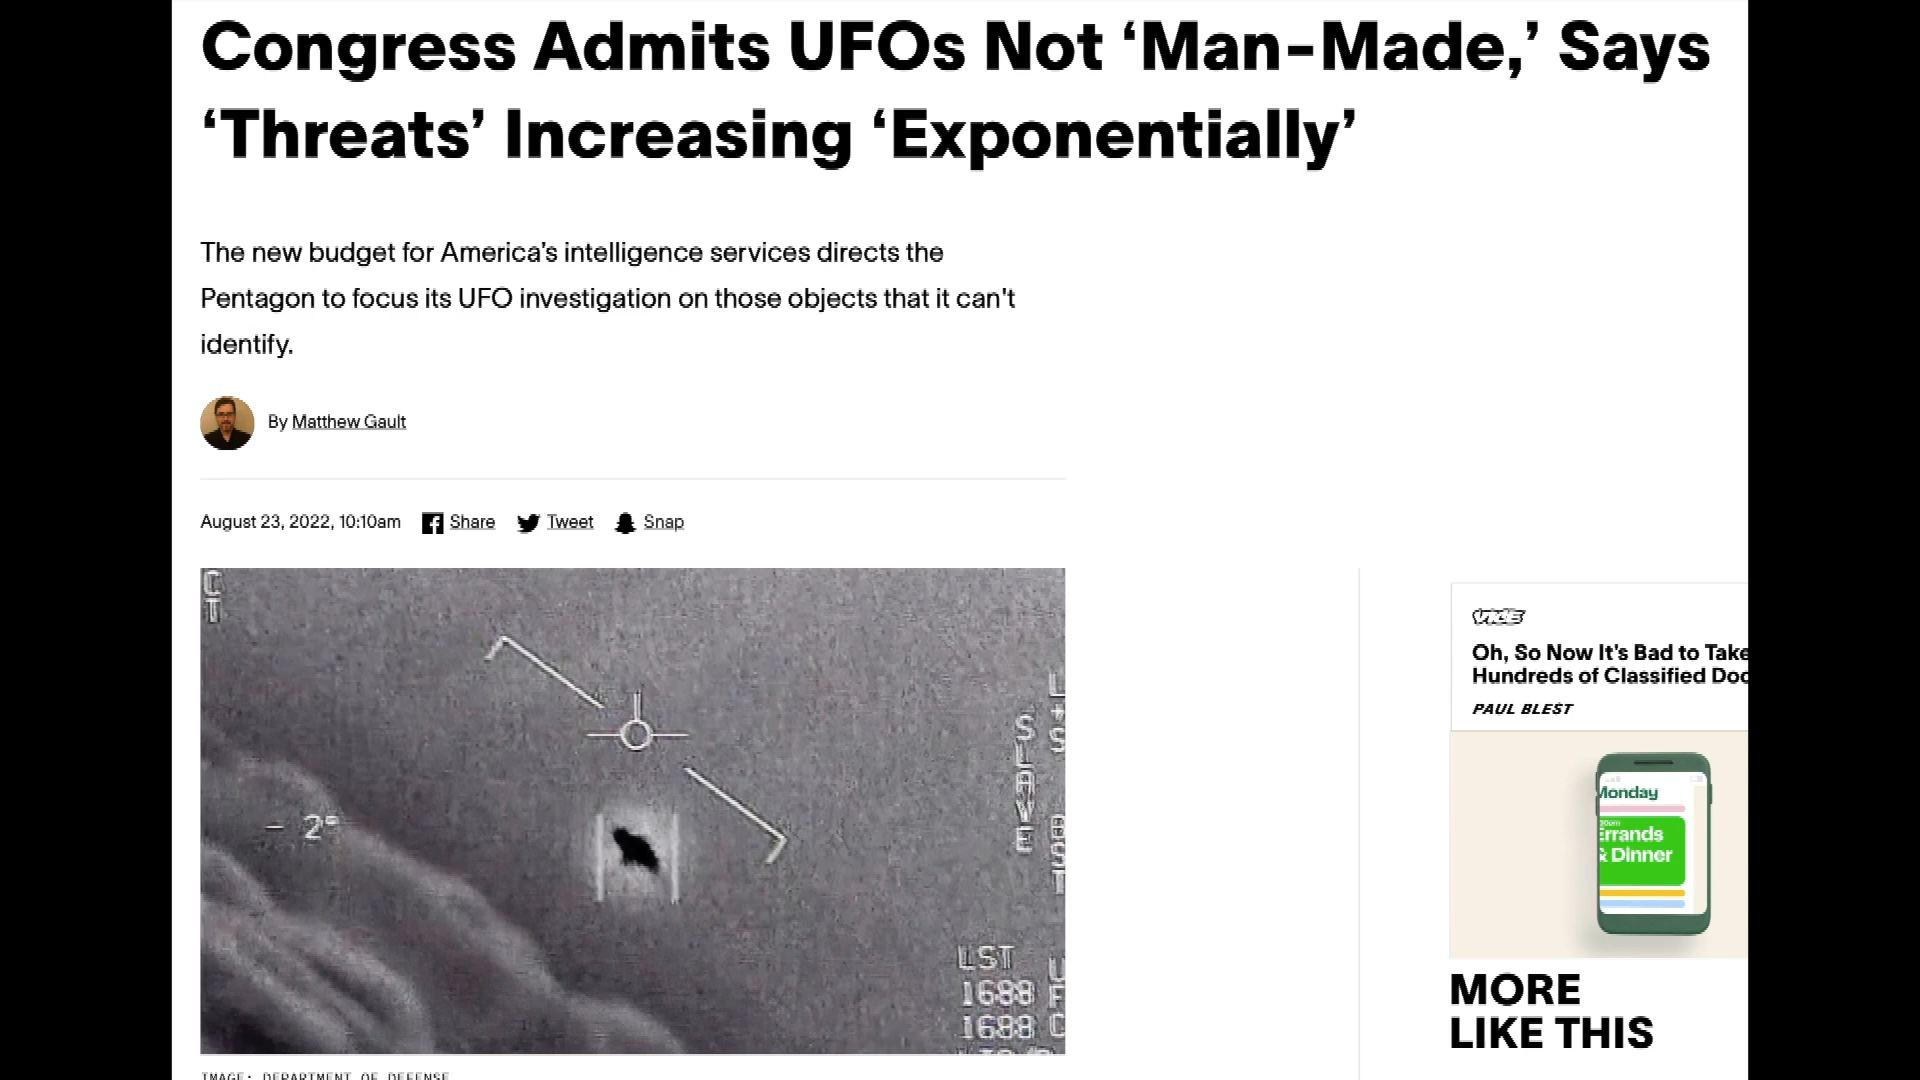 Congress Admits UFOs Not ‘Man-Made,’ Says
‘Threats’ Increasing ‘Exponentially’
The new budget for America's intelligence services directs the
Pentagon to focus its UFO investigation on those objects that it can't
identify.
By Matthew Gault
August 23, 2022, 10:10am Share Tweet Snap
C
T
L+S
SLAVE
- 2°
LST
1688
1688
IMAGE: DEPARTMENT OF DEFENSE
VICE
Oh, So Now It's Bad to Take
Hundreds of Classified Doc
PAUL BLEST
Monday
Errands
& Dinner
MORE
LIKE THIS